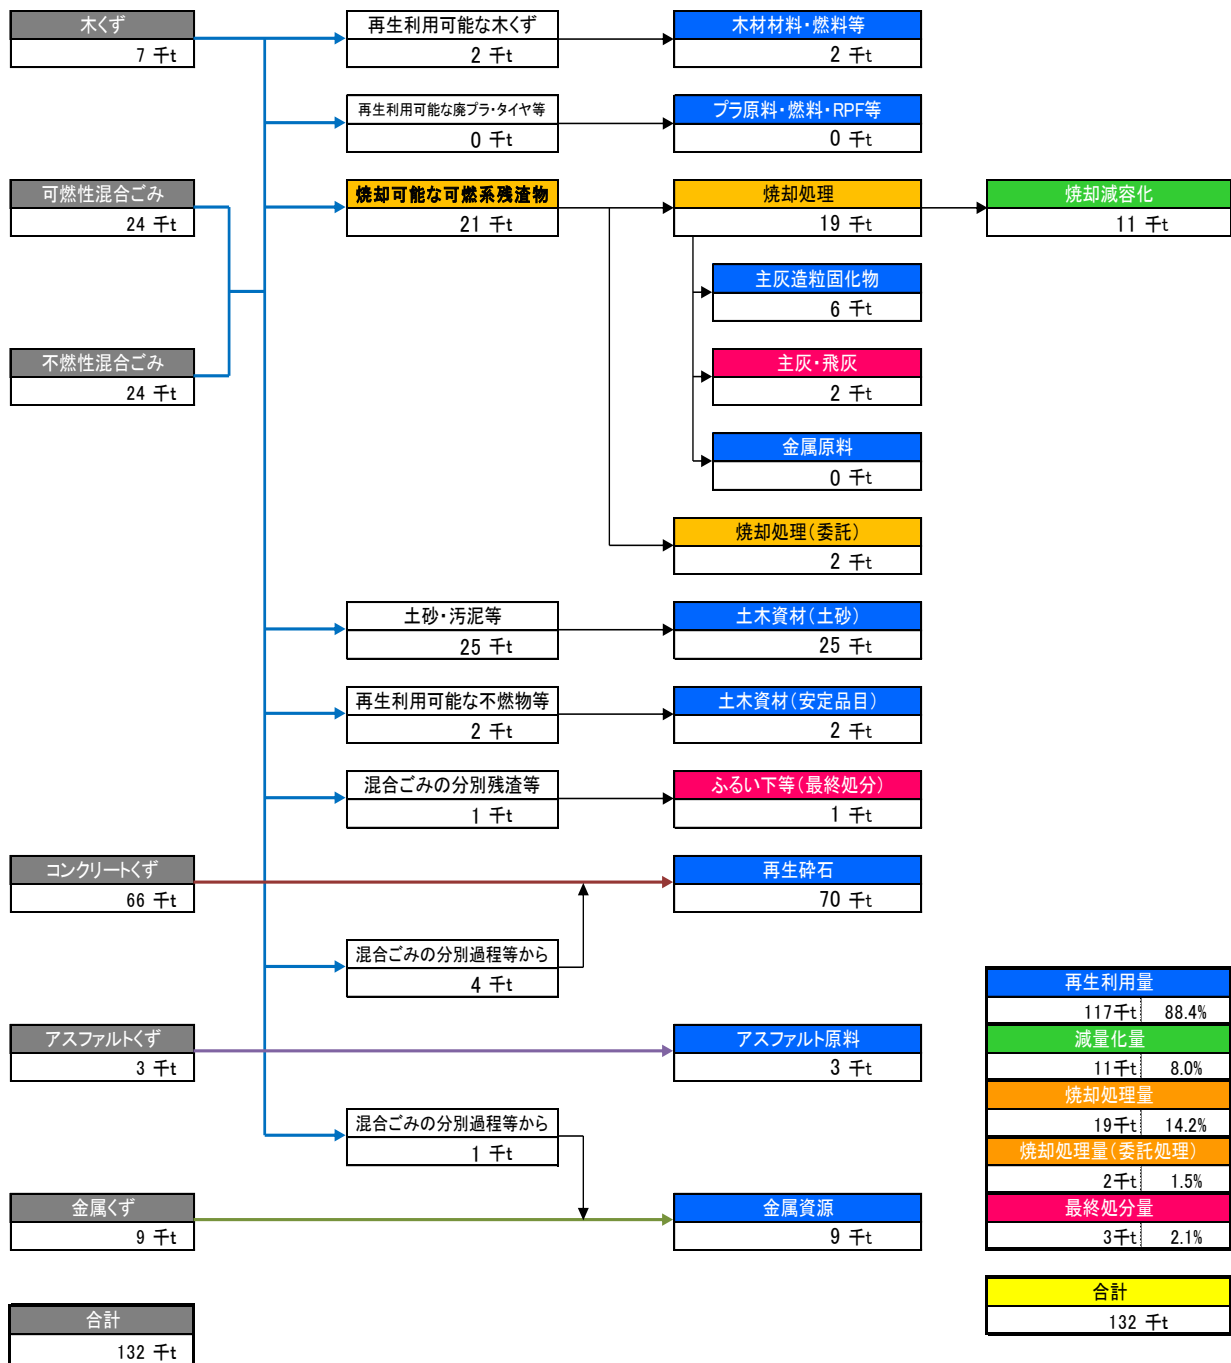 木くず
7 千t
再生利用可能な木くず
2 千t
木材材料・燃料等
2 千t
再生利用可能な廃プラ・タイヤ等
0 千t
プラ原料・燃料・RPF等
0 千t
可燃性混合ごみ
24 千t
焼却可能な可燃系残渣物
21 千t
焼却処理
19 千t
焼却減容化
11 千t
主灰造粒固化物
6 千t
不燃性混合ごみ
24 千t
主灰・飛灰
2 千t
金属原料
0 千t
焼却処理(委託)
2 千t
土砂・汚泥等
25 千t
土木資材(土砂)
25 千t
再生利用可能な不燃物等
2 千t
土木資材(安定品目)
2 千t
混合ごみの分別残渣等
1 千t
ふるい下等(最終処分)
1 千t
コンクリートくず
66 千t
再生砕石
70 千t
混合ごみの分別過程等から
4 千t
アスファルトくず
3 千t
アスファルト原料
3 千t
混合ごみの分別過程等から
1 千t
金属くず
9 千t
金属資源
9 千t
再生利用量
117千t 88.4%
減量化量
11千t 8.0%
焼却処理量
19千t 14.2%
焼却処理量(委託処理)
2千t 1.5%
最終処分量
3千t 2.1%
合計
132 千t
合計
132 千t